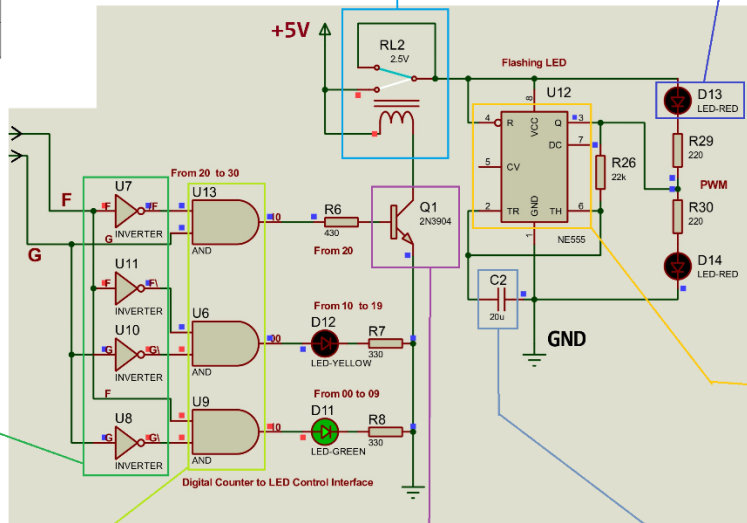 +5V
RL2
2.5V
Flashing LED
U12
D13
LED-RED
4
R
8
VCC
Q
3
DC
7
5
CV
2
TR
GND
1
TH
6
NE555
R26
22k
R29
220
PWM
R30
220
D14
LED-RED
C2
20u
GND
From 20 to 30
F
G
U7
F
/F
INVERTER
G
U13
AND
R6
430
From 20
Q1
2N3904
U11
F
F\
INVERTER
U10
G
G\
INVERTER
U6
AND
From 10 to 19
D12
LED-YELLOW
R7
330
F
U8
G
G\
INVERTER
U9
AND
From 00 to 09
D11
LED-GREEN
R8
330
Digital Counter to LED Control Interface